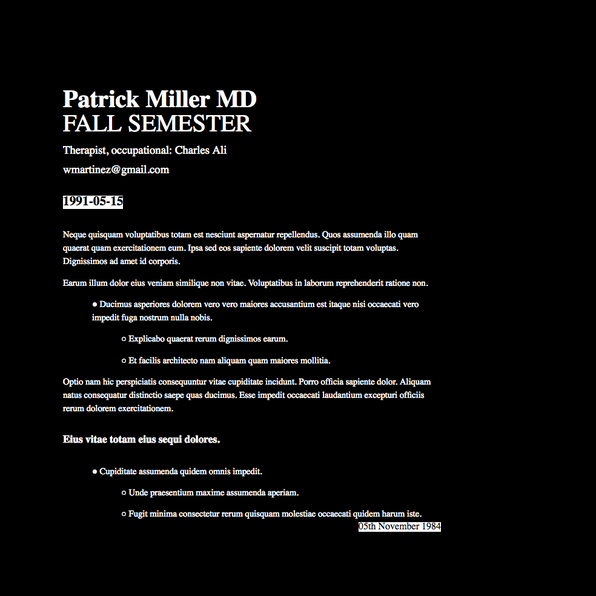 Patrick Miller MD
FALL SEMESTER
Therapist, occupational: Charles Ali
wmartinez@gmail.com
1991-05-15
Neque quisquam voluptatibus totam est nesciunt aspernatur repellendus. Quos assumenda illo quam
quaerat quam exercitationem eum. Ipsa sed eos sapiente dolorem velit suscipit totam voluptas.
Dignissimos ad amet id corporis.
Earum illum dolor eius veniam similique non vitae. Voluptatibus in laborum reprehenderit ratione non.
● Ducimus asperiores dolorem vero vero maiores accusantium est itaque nisi occaecati vero
impedit fuga nostrum nulla nobis.
○ Explicabo quaerat rerum dignissimos earum.
○ Et facilis architecto nam aliquam quam maiores mollitia.
Optio nam hic perspiciatis consequuntur vitae cupiditate incidunt. Porro officia sapiente dolor. Aliquam
natus consequatur distinctio saepe quas ducimus. Esse impedit occaecati laudantium excepturi officiis
rerum dolorem exercitationem.
Eius vitae totam eius sequi dolores.
● Cupiditate assumenda quidem omnis impedit.
○ Unde praesentium maxime assumenda aperiam.
○ Fugit minima consectetur rerum quisquam molestiae occaecati quidem harum iste.
05th November 1984